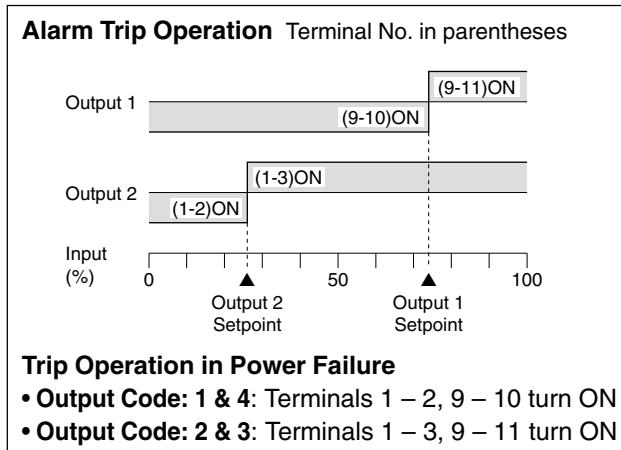 Alarm Trip Operation Terminal No. in parentheses
(9-11)ON
Output 1
(9-10)ON
(1-3)ON
Output 2
(1-2)ON
Input
(%)
0
50
100
Output 2
Setpoint
Output 1
Setpoint
Trip Operation in Power Failure
• Output Code: 1 & 4: Terminals 1 – 2, 9 – 10 turn ON
• Output Code: 2 & 3: Terminals 1 – 3, 9 – 11 turn ON